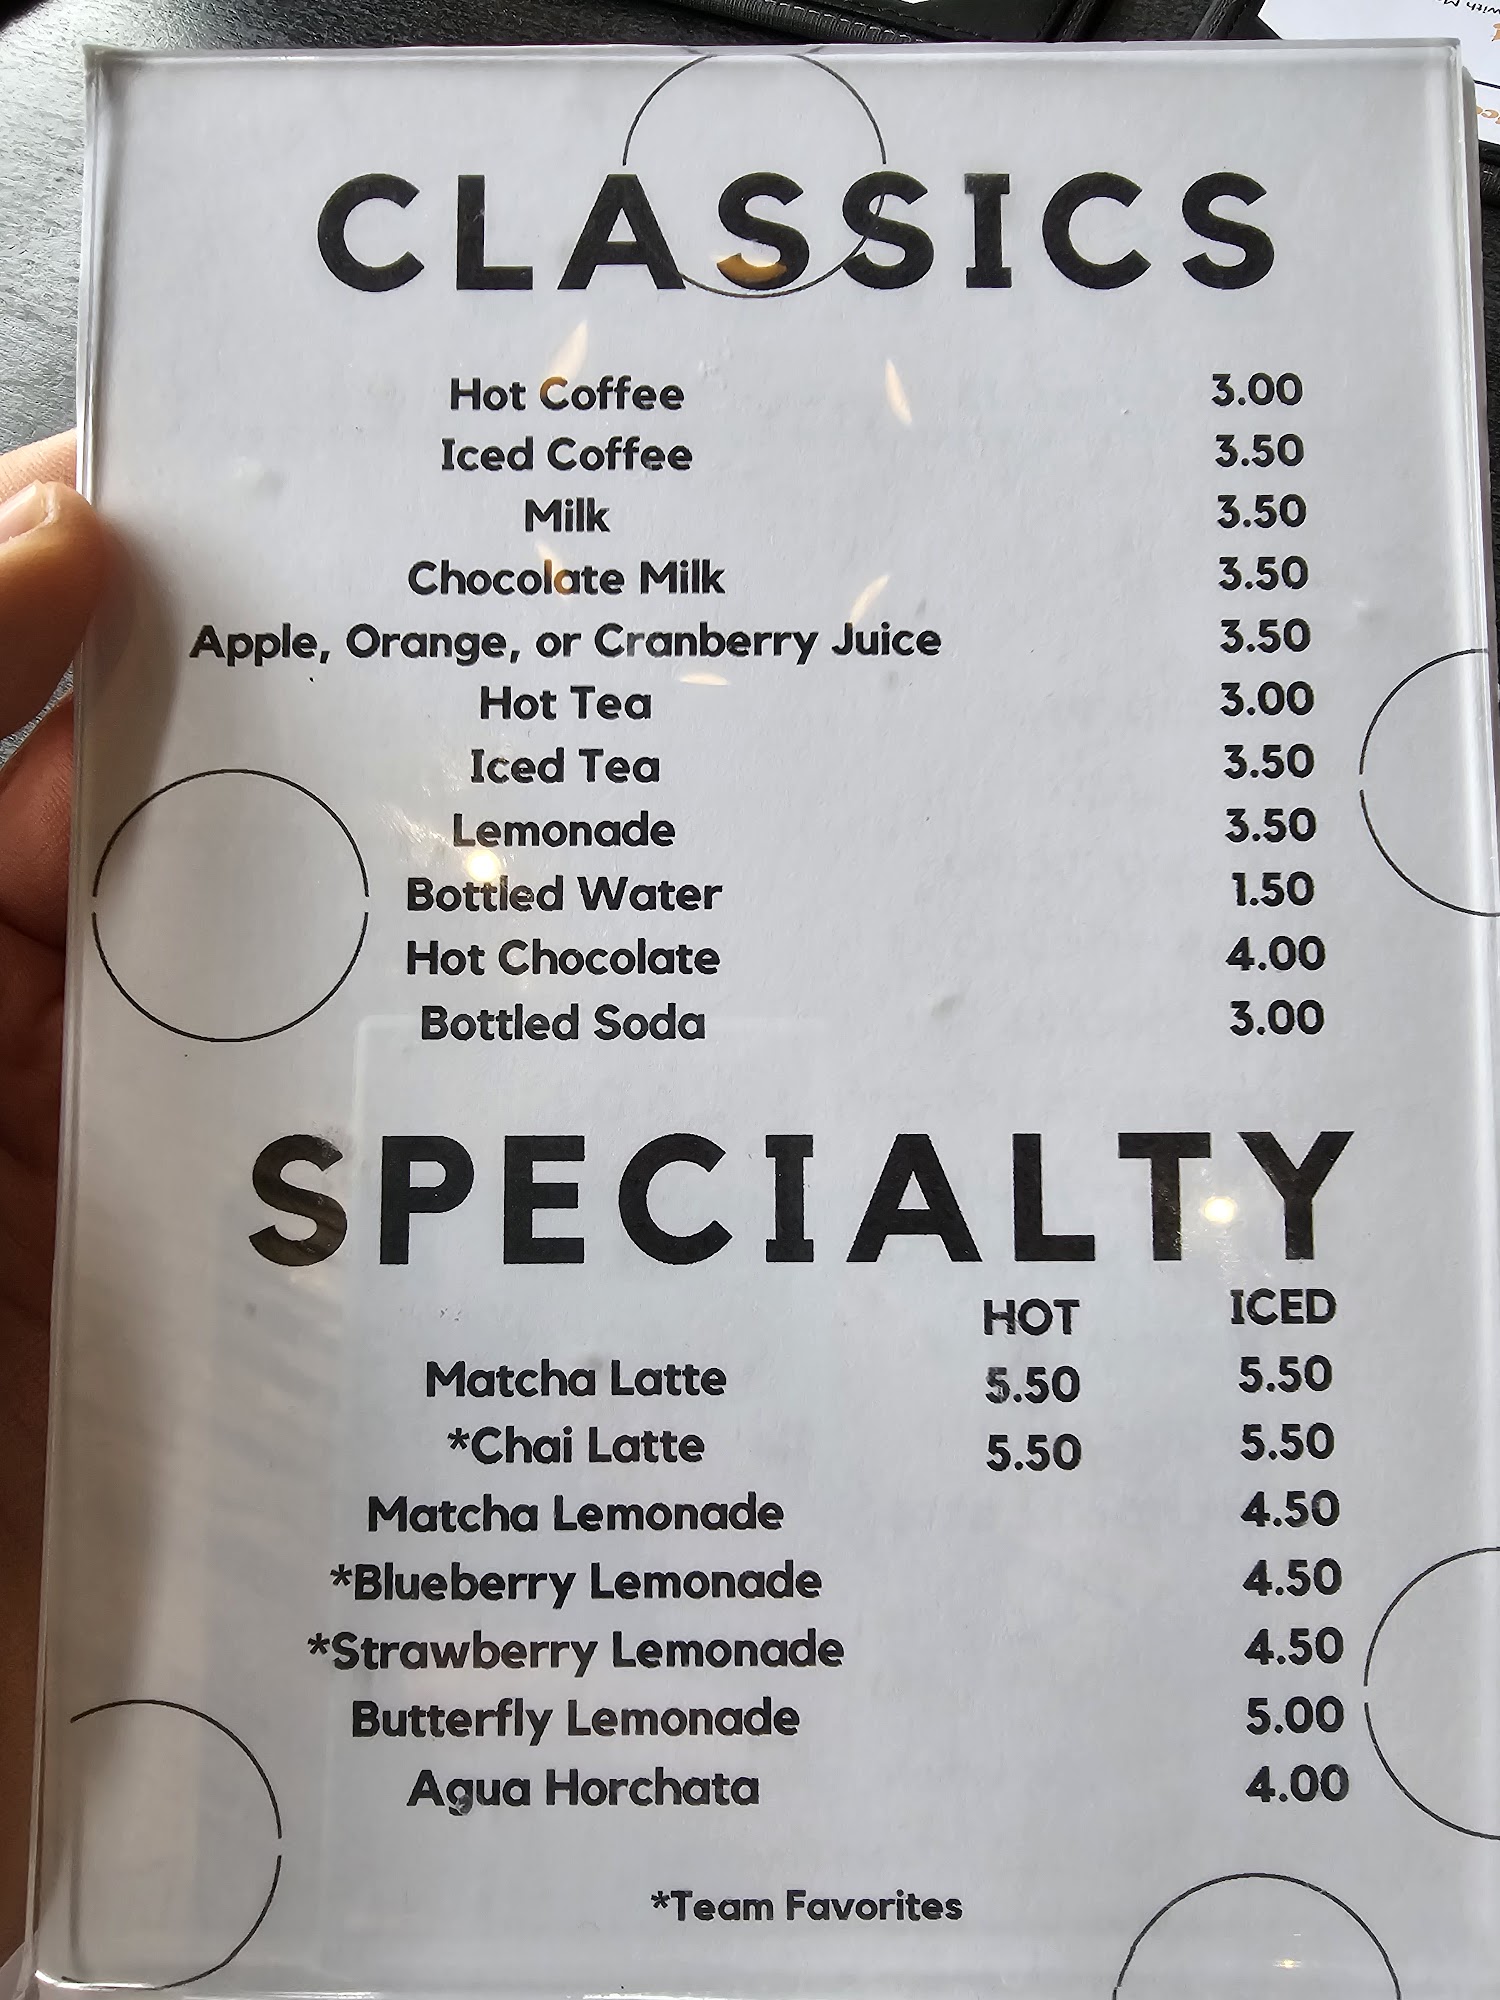 CLASSICS
Hot Coffee 3.00
Iced Coffee 3.50
Milk 3.50
Chocolate Milk 3.50
Apple, Orange, or Cranberry Juice 3.50
Hot Tea 3.00
Iced Tea 3.50
Lemonade 3.50
Bottled Water 1.50
Hot Chocolate 4.00
Bottled Soda 3.00
SPECIALTY
HOT ICED
Matcha Latte 5.50 5.50
*Chai Latte 5.50 5.50
Matcha Lemonade 4.50
*Blueberry Lemonade 4.50
*Strawberry Lemonade 4.50
Butterfly Lemonade 5.00
Agua Horchata 4.00
*Team Favorites